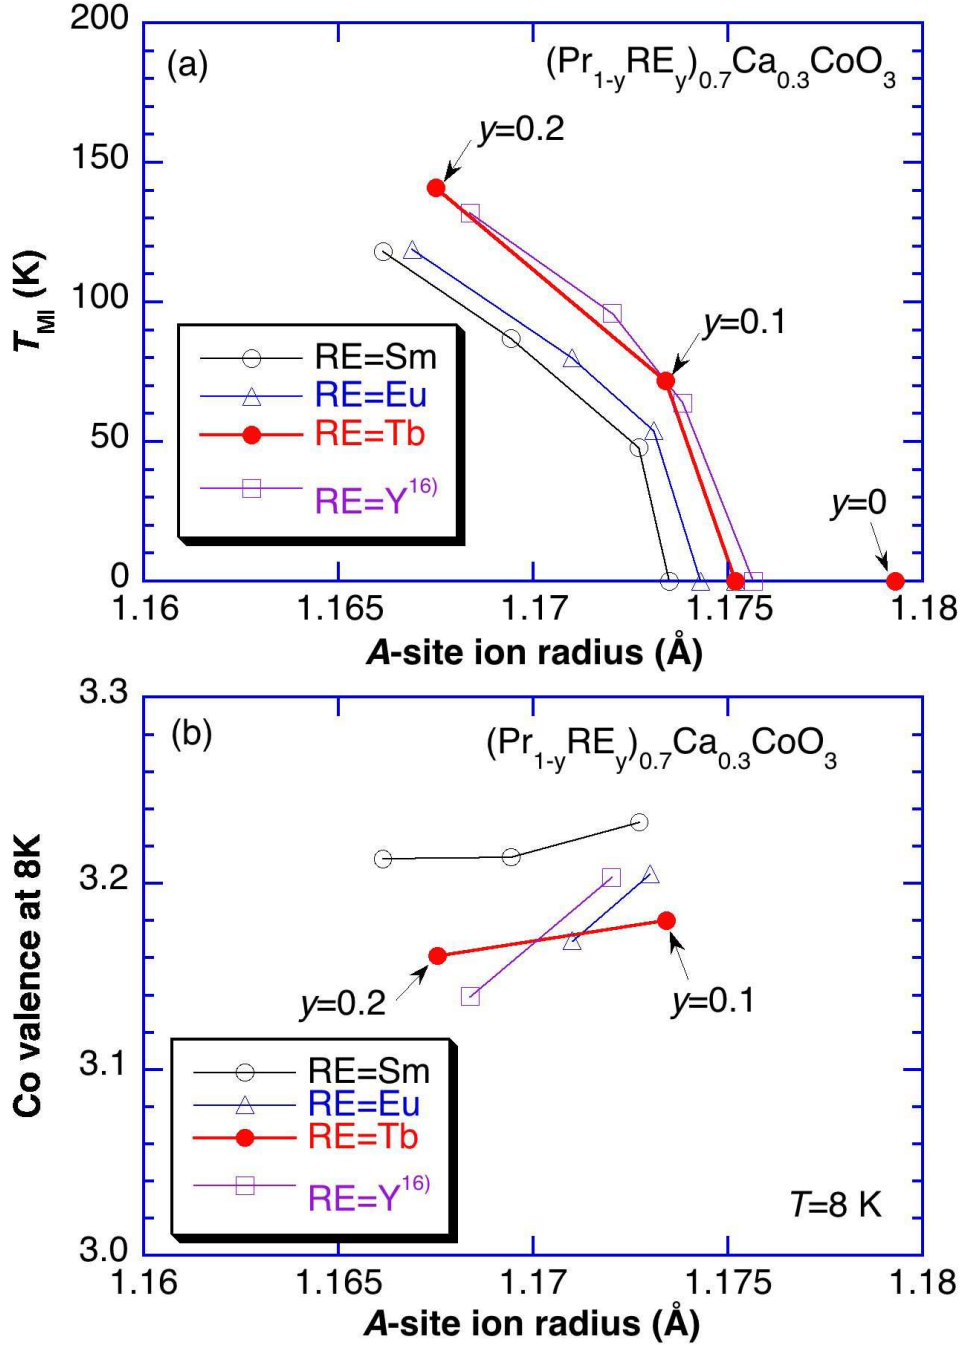 (a)
(Pr1-yREy)0.7Ca0.3CoO3
200
150
100
50
0
TMI (K)
y=0.2
y=0.1
y=0
RE=Sm
RE=Eu
RE=Tb
RE=Y16)
1.16 1.165 1.17 1.175 1.18
A-site ion radius (Å)
(b)
(Pr1-yREy)0.7Ca0.3CoO3
3.3
3.2
3.1
3.0
Co valence at 8K
y=0.2
y=0.1
RE=Sm
RE=Eu
RE=Tb
RE=Y16)
T=8 K
1.16 1.165 1.17 1.175 1.18
A-site ion radius (Å)